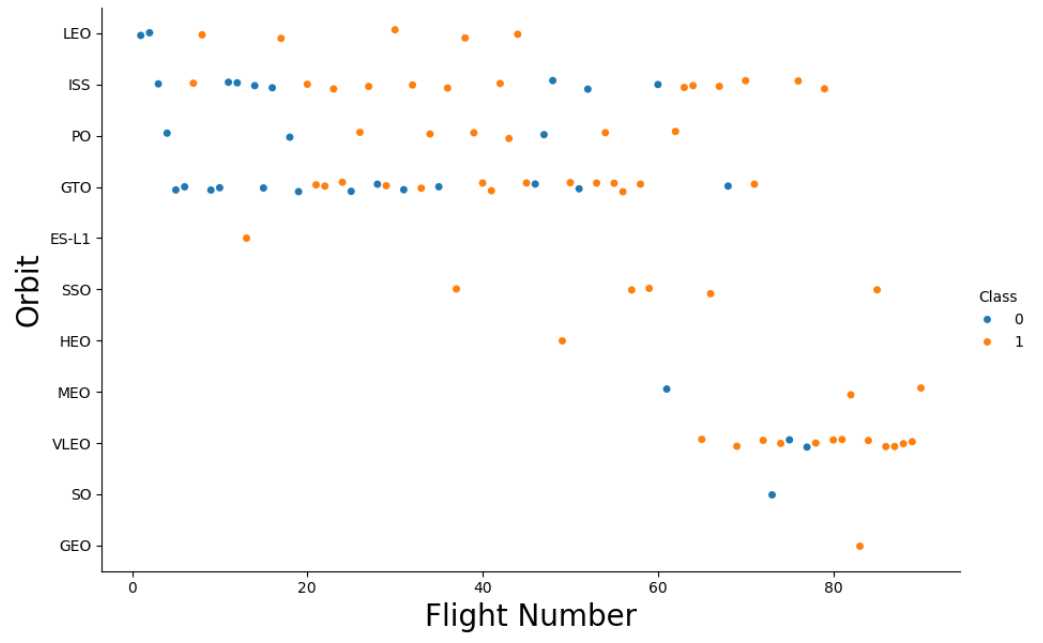 LEO
ISS
PO
GTO
ES-L1
SSO
HEO
MEO
VLEO
SO
GEO
Orbit
0 20 40 60 80
Flight Number
Class
0
1